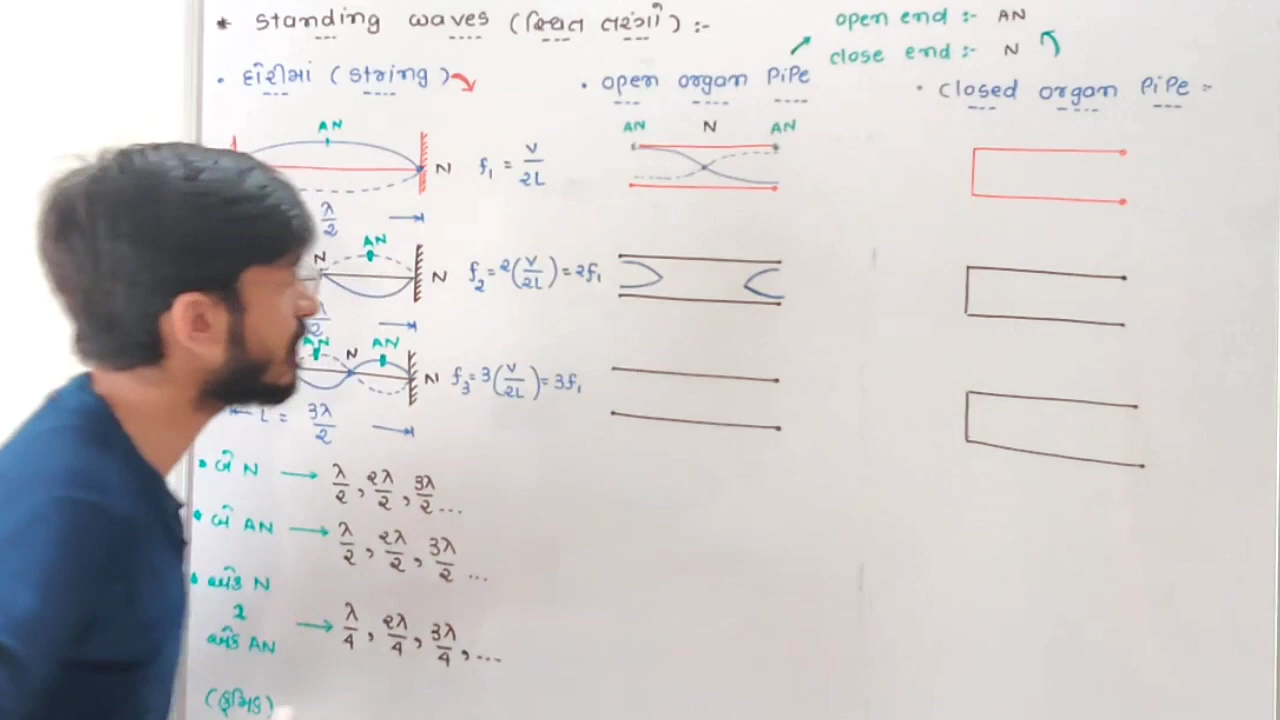 * Standing waves (સ્થિત તરંગો) :-
open end :- AN
close end :- N
• દોરીમાં (string)
• open organ PiPe
• closed organ PiPe :-
AN
N
f₁ = v/2L
AN N AN
λ/2
N AN
N
f₂ = 2(v/2L) = 2f₁
AN N AN
N
f₃ = 3(v/2L) = 3f₁
L = 3λ/2
• બે N → λ/2, 2λ/2, 3λ/2 ...
• બે AN → λ/2, 2λ/2, 3λ/2 ...
• એક N
2
એક AN → λ/4, 2λ/4, 3λ/4, ...
(ક્રમિક)